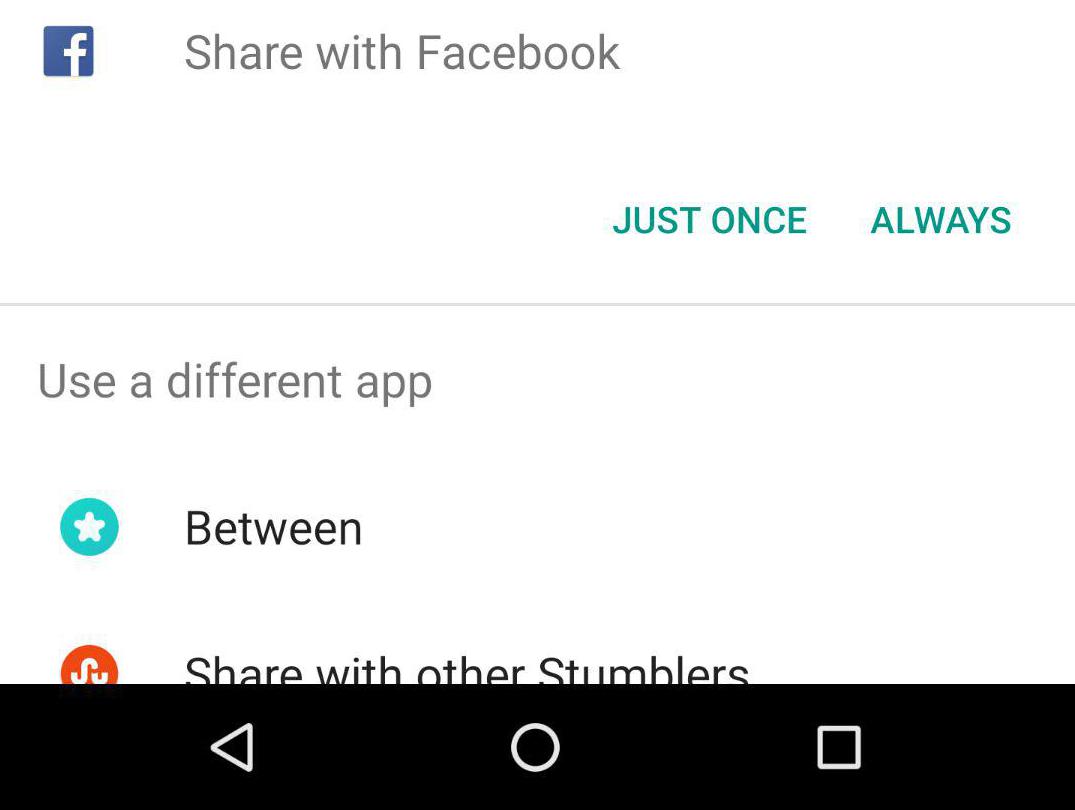 Share with Facebook
JUST ONCE ALWAYS
Use a different app
Between
Share with other Stumblers